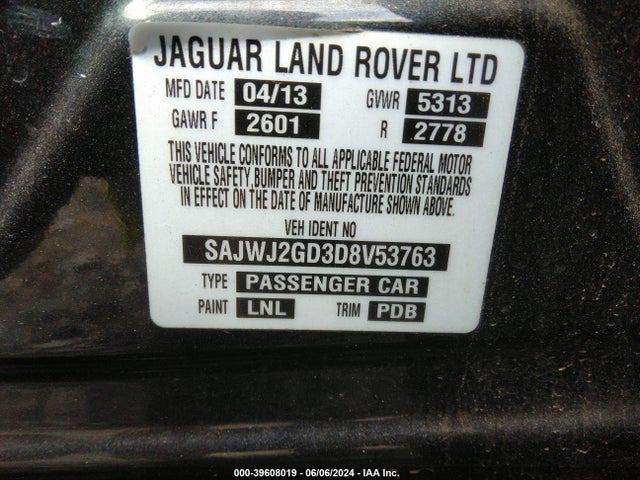 JAGUAR LAND ROVER LTD
MFD DATE 04/13 GVWR 5313
GAWR F 2601 R 2778
THIS VEHICLE CONFORMS TO ALL APPLICABLE FEDERAL MOTOR
VEHICLE SAFETY,BUMPER AND THEFT PREVENTION STANDARDS
IN EFFECT ON THE DATE OF MANUFACTURE SHOWN ABOVE.
VEH IDENT NO
SAJWJ2GD3D8V53763
TYPE PASSENGER CAR
PAINT LNL TRIM PDB
000-39608019 - 06/06/2024 - IAA Inc.